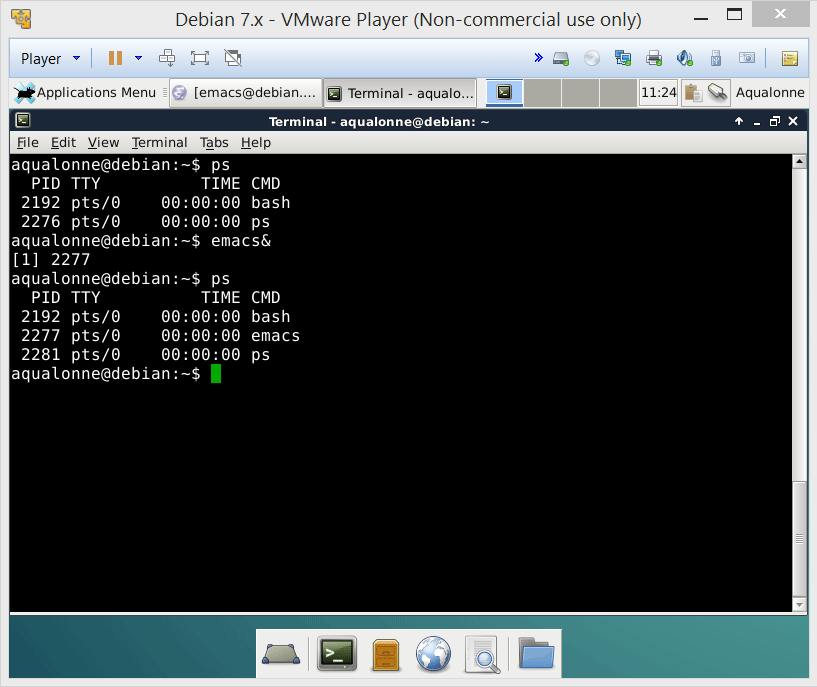 Debian 7.x - VMware Player (Non-commercial use only)
Player
Applications Menu [emacs@debian.... Terminal - aqualo... 11:24 Aqualonne
Terminal - aqualonne@debian: ~
File Edit View Terminal Tabs Help
aqualonne@debian:~$ ps
  PID TTY          TIME CMD
 2192 pts/0    00:00:00 bash
 2276 pts/0    00:00:00 ps
aqualonne@debian:~$ emacs&
[1] 2277
aqualonne@debian:~$ ps
  PID TTY          TIME CMD
 2192 pts/0    00:00:00 bash
 2277 pts/0    00:00:00 emacs
 2281 pts/0    00:00:00 ps
aqualonne@debian:~$